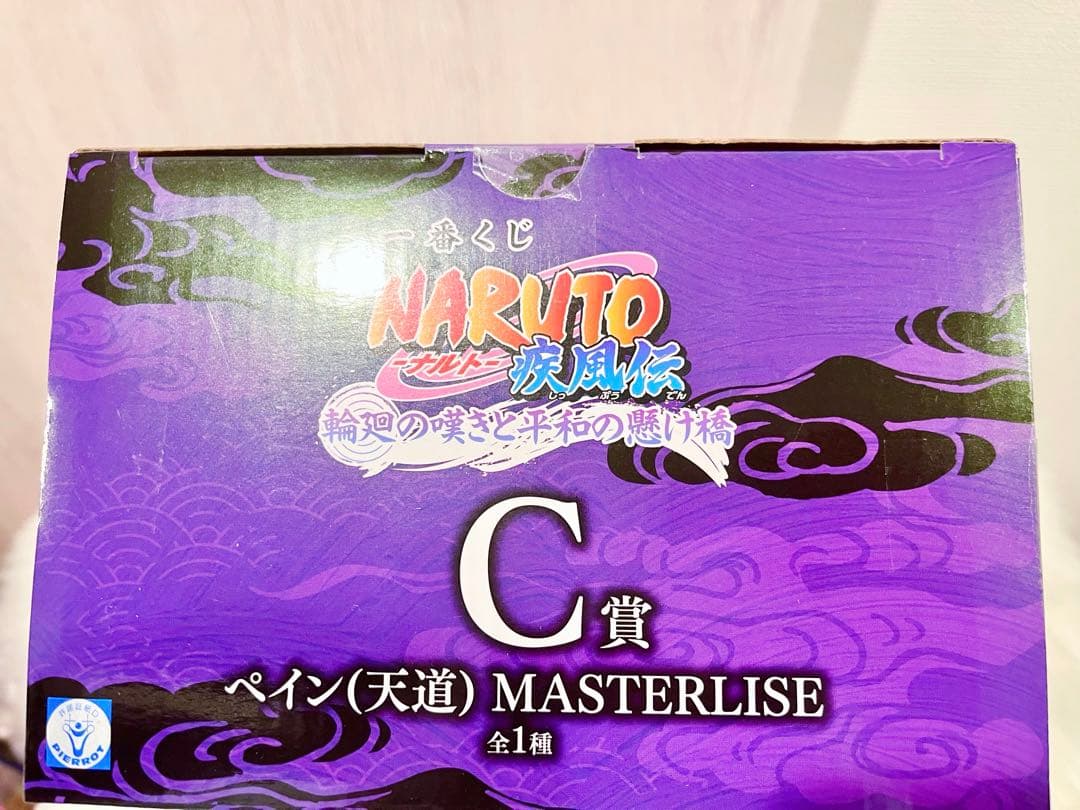 一番くじ
NARUTO
-ナルト-
疾風伝
しっ ぷう でん
輪廻の嘆きと平和の懸け橋
C賞
ペイン(天道) MASTERLISE
全1種
PIERROT